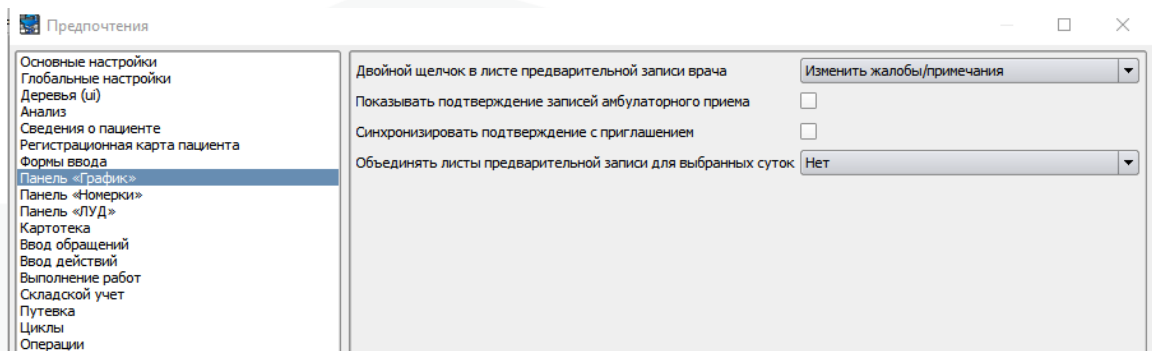 Предпочтения
Основные настройки
Глобальные настройки
Деревья (ui)
Анализ
Сведения о пациенте
Регистрационная карта пациента
Формы ввода
Панель «График»
Панель «Номерки»
Панель «ЛУД»
Картотека
Ввод обращений
Ввод действий
Выполнение работ
Складской учет
Путевка
Циклы
Операции
Двойной щелчок в листе предварительной записи врача Изменить жалобы/примечания
Показывать подтверждение записей амбулаторного приема
Синхронизировать подтверждение с приглашением
Объединять листы предварительной записи для выбранных суток Нет